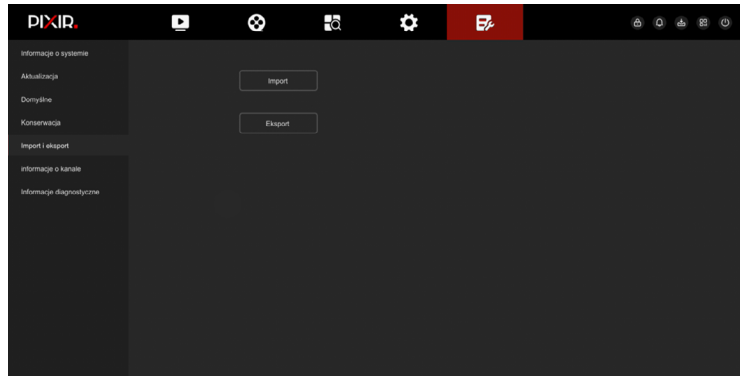 PIXIR.
Informacje o systemie
Aktualizacja
Domyślne
Konserwacja
Import i eksport
informacje o kanale
Informacje diagnostyczne
Import
Eksport